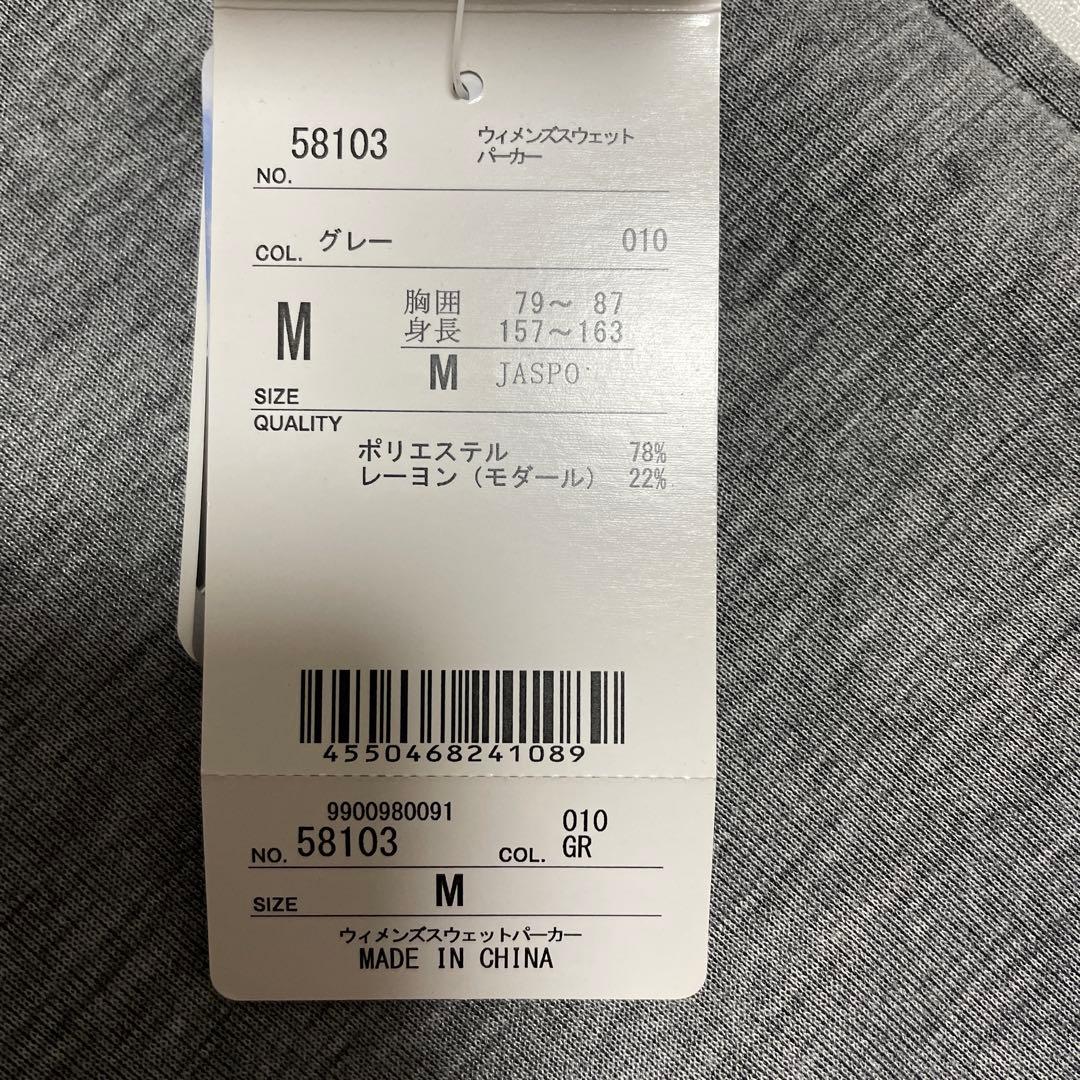 58103 ウィメンズスウェット
パーカー
NO.
COL. グレー 010
M 胸囲 79～ 87
身長 157～163
M JASPO
SIZE
QUALITY
ポリエステル 78%
レーヨン（モダール） 22%
4550468241089
9900980091
NO. 58103 COL. 010
GR
SIZE M
ウィメンズスウェットパーカー
MADE IN CHINA